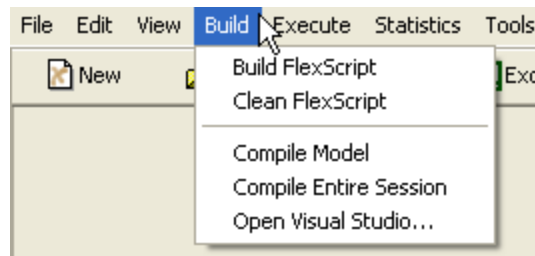 File Edit View Build Execute Statistics Tools
New Exc
Build FlexScript
Clean FlexScript
Compile Model
Compile Entire Session
Open Visual Studio...